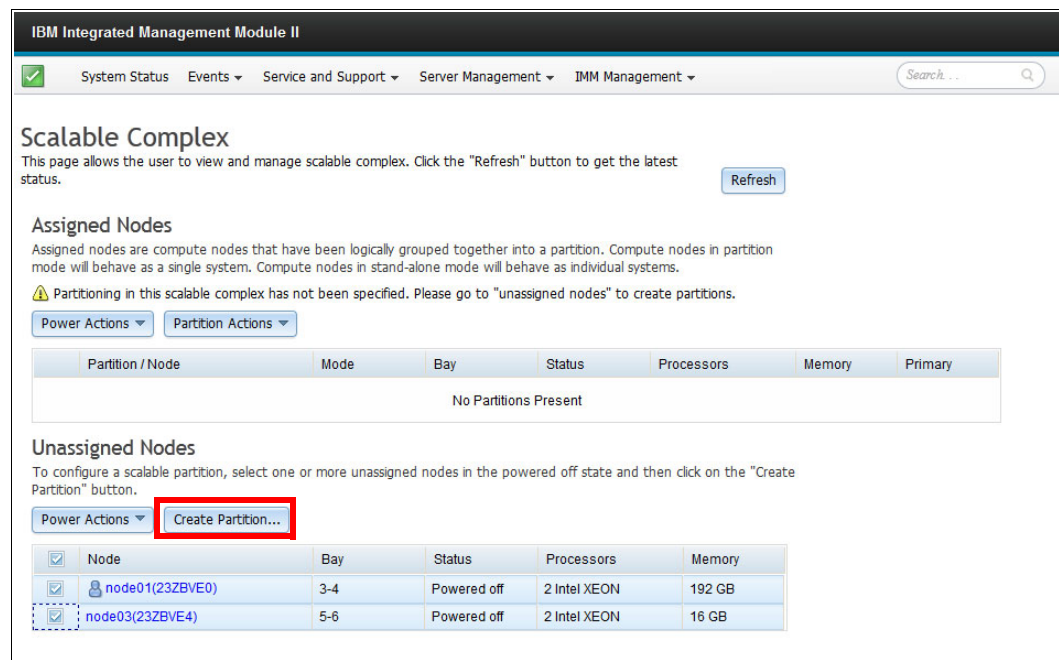 IBM Integrated Management Module II
System Status Events Service and Support Server Management IMM Management Search...
Scalable Complex
This page allows the user to view and manage scalable complex. Click the "Refresh" button to get the latest
status.
Refresh
Assigned Nodes
Assigned nodes are compute nodes that have been logically grouped together into a partition. Compute nodes in partition
mode will behave as a single system. Compute nodes in stand-alone mode will behave as individual systems.
Partitioning in this scalable complex has not been specified. Please go to "unassigned nodes" to create partitions.
Power Actions Partition Actions
Partition / Node Mode Bay Status Processors Memory Primary
No Partitions Present
Unassigned Nodes
To configure a scalable partition, select one or more unassigned nodes in the powered off state and then click on the "Create
Partition" button.
Power Actions Create Partition...
Node Bay Status Processors Memory
node01(23ZBVE0) 3-4 Powered off 2 Intel XEON 192 GB
node03(23ZBVE4) 5-6 Powered off 2 Intel XEON 16 GB